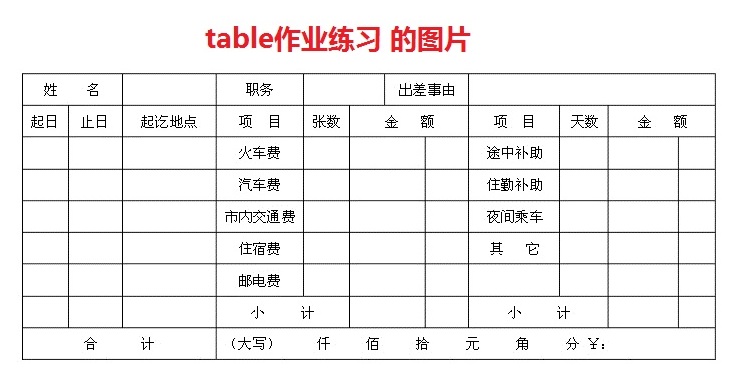 table作业练习 的图片
姓 名 职务 出差事由
起日 止日 起讫地点 项 目 张数 金 额 项 目 天数 金 额
火车费 途中补助
汽车费 住勤补助
市内交通费 夜间乘车
住宿费 其 它
邮电费
小 计 小 计
合 计 （大写） 仟 佰 拾 元 角 分 ¥：